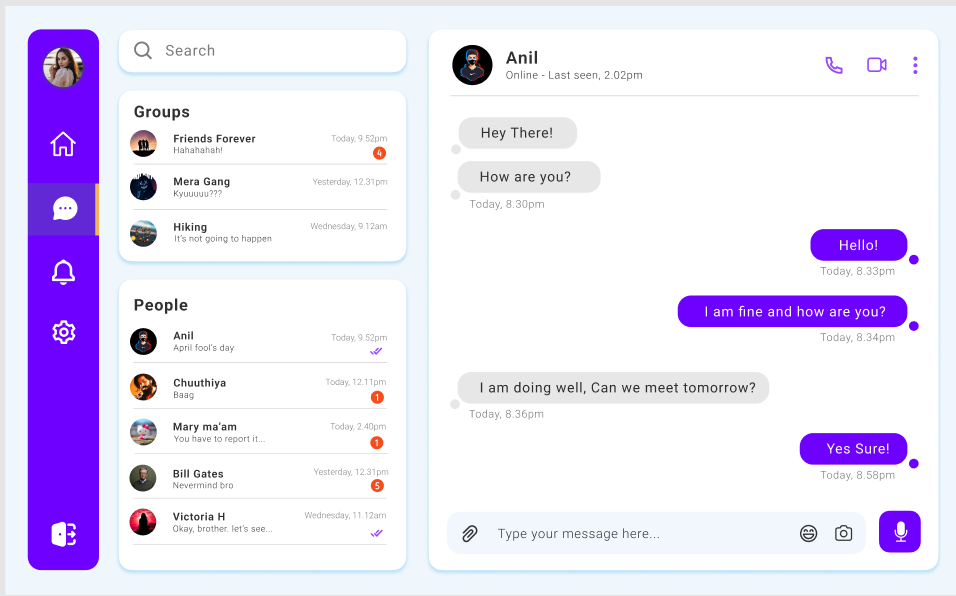 Search
Groups
Friends Forever
Today, 9.52pm
Hahahahah!
4
Mera Gang
Yesterday, 12.31pm
Kyuuuuu???
Hiking
Wednesday, 9.12am
It's not going to happen
People
Anil
Today, 9.52pm
April fool's day
Chuuthiya
Today, 12.11pm
Baag
1
Mary ma'am
Today, 2.40pm
You have to report it...
1
Bill Gates
Yesterday, 12.31pm
Nevermind bro
5
Victoria H
Wednesday, 11.12am
Okay, brother. let's see...
Anil
Online - Last seen, 2.02pm
Hey There!
How are you?
Today, 8.30pm
Hello!
Today, 8.33pm
I am fine and how are you?
Today, 8.34pm
I am doing well, Can we meet tomorrow?
Today, 8.36pm
Yes Sure!
Today, 8.58pm
Type your message here...